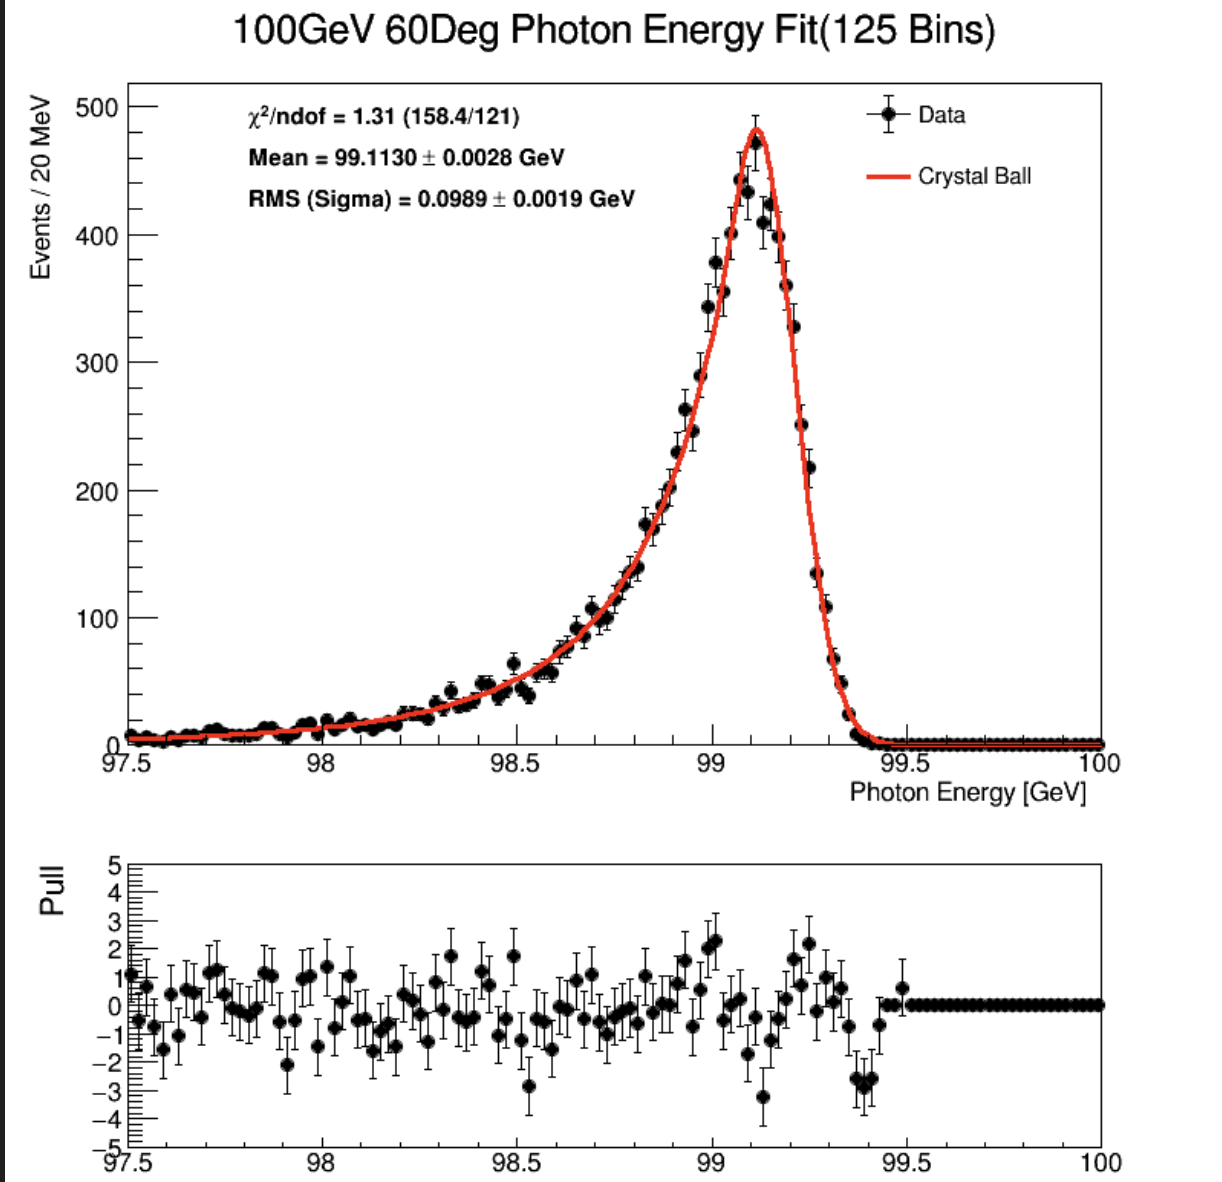 100GeV 60Deg Photon Energy Fit(125 Bins)
Events / 20 MeV
χ²/ndof = 1.31 (158.4/121)
Mean = 99.1130 ± 0.0028 GeV
RMS (Sigma) = 0.0989 ± 0.0019 GeV
Data
Crystal Ball
500
400
300
200
100
0
97.5 98 98.5 99 99.5 100
Photon Energy [GeV]
Pull
5
4
3
2
1
0
−1
−2
−3
−4
−5
97.5 98 98.5 99 99.5 100